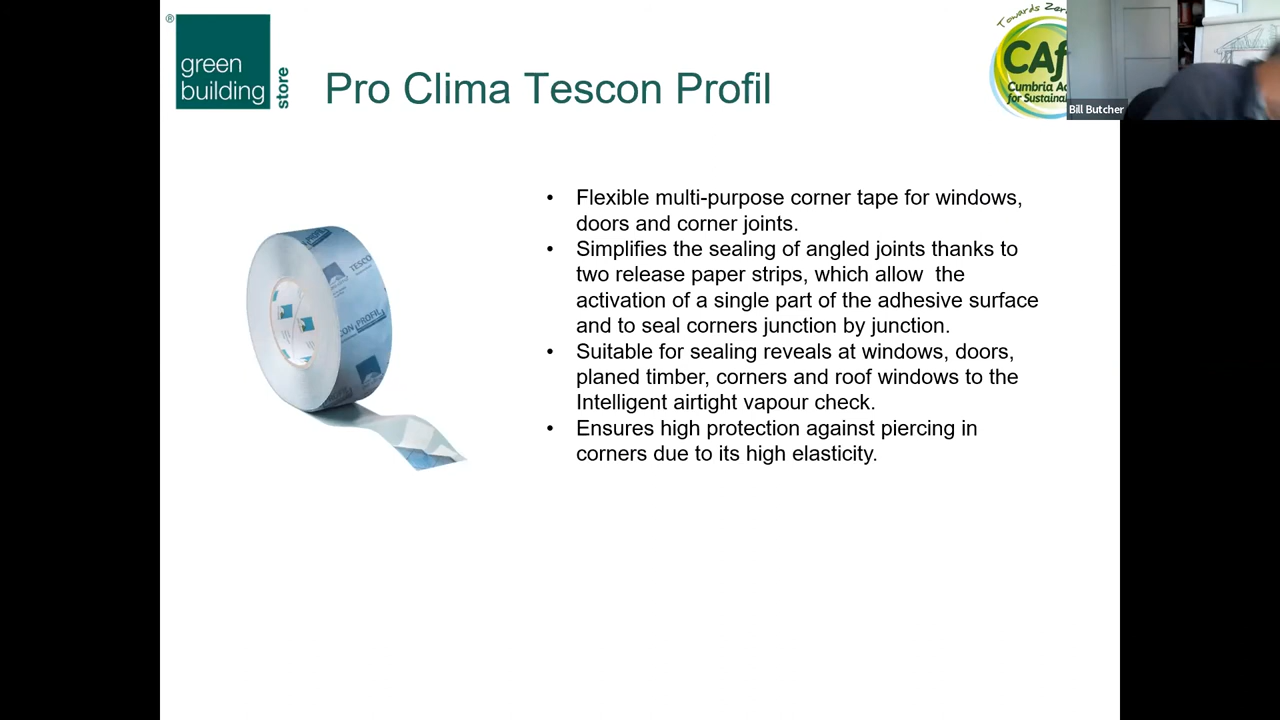 ®
green
building
store
Pro Clima Tescon Profil
Towards Zer
CAf
Cumbria Ac
for Sustaina
Bill Butcher
• Flexible multi-purpose corner tape for windows,
doors and corner joints.
• Simplifies the sealing of angled joints thanks to
two release paper strips, which allow  the
activation of a single part of the adhesive surface
and to seal corners junction by junction.
• Suitable for sealing reveals at windows, doors,
planed timber, corners and roof windows to the
Intelligent airtight vapour check.
• Ensures high protection against piercing in
corners due to its high elasticity.
PROFIL
TESCO
CON PROFIL